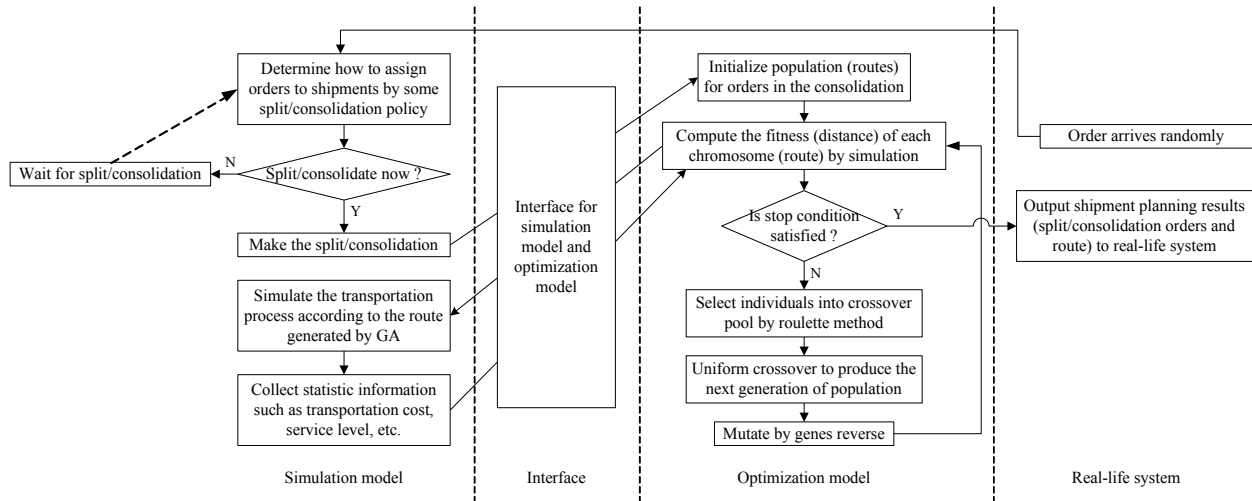 Determine how to assign
orders to shipments by some
split/consolidation policy
Wait for split/consolidation
N
Split/consolidate now ?
Y
Make the split/consolidation
Simulate the transportation
process according to the route
generated by GA
Collect statistic information
such as transportation cost,
service level, etc.
Simulation model
Interface for
simulation
model and
optimization
model
Interface
Initialize population (routes)
for orders in the consolidation
Compute the fitness (distance) of each
chromosome (route) by simulation
Is stop condition
satisfied ?
Y
N
Select individuals into crossover
pool by roulette method
Uniform crossover to produce the
next generation of population
Mutate by genes reverse
Optimization model
Order arrives randomly
Output shipment planning results
(split/consolidation orders and
route) to real-life system
Real-life system